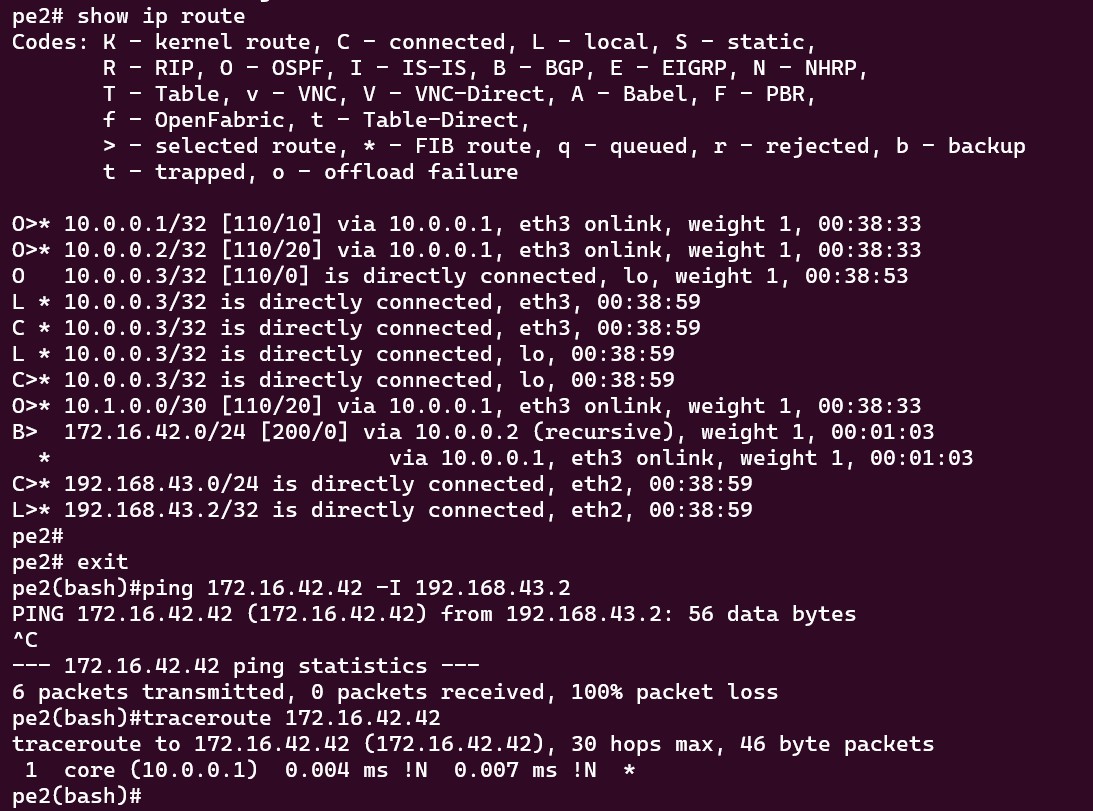 pe2# show ip route
Codes: K - kernel route, C - connected, L - local, S - static,
       R - RIP, O - OSPF, I - IS-IS, B - BGP, E - EIGRP, N - NHRP,
       T - Table, v - VNC, V - VNC-Direct, A - Babel, F - PBR,
       f - OpenFabric, t - Table-Direct,
       > - selected route, * - FIB route, q - queued, r - rejected, b - backup
       t - trapped, o - offload failure

O>* 10.0.0.1/32 [110/10] via 10.0.0.1, eth3 onlink, weight 1, 00:38:33
O>* 10.0.0.2/32 [110/20] via 10.0.0.1, eth3 onlink, weight 1, 00:38:33
O   10.0.0.3/32 [110/0] is directly connected, lo, weight 1, 00:38:53
L * 10.0.0.3/32 is directly connected, eth3, 00:38:59
C * 10.0.0.3/32 is directly connected, eth3, 00:38:59
L * 10.0.0.3/32 is directly connected, lo, 00:38:59
C>* 10.0.0.3/32 is directly connected, lo, 00:38:59
O>* 10.1.0.0/30 [110/20] via 10.0.0.1, eth3 onlink, weight 1, 00:38:33
B>  172.16.42.0/24 [200/0] via 10.0.0.2 (recursive), weight 1, 00:01:03
  *                          via 10.0.0.1, eth3 onlink, weight 1, 00:01:03
C>* 192.168.43.0/24 is directly connected, eth2, 00:38:59
L>* 192.168.43.2/32 is directly connected, eth2, 00:38:59
pe2#
pe2# exit
pe2(bash)#ping 172.16.42.42 -I 192.168.43.2
PING 172.16.42.42 (172.16.42.42) from 192.168.43.2: 56 data bytes
^C
--- 172.16.42.42 ping statistics ---
6 packets transmitted, 0 packets received, 100% packet loss
pe2(bash)#traceroute 172.16.42.42
traceroute to 172.16.42.42 (172.16.42.42), 30 hops max, 46 byte packets
 1  core (10.0.0.1)  0.004 ms !N  0.007 ms !N  *
pe2(bash)#